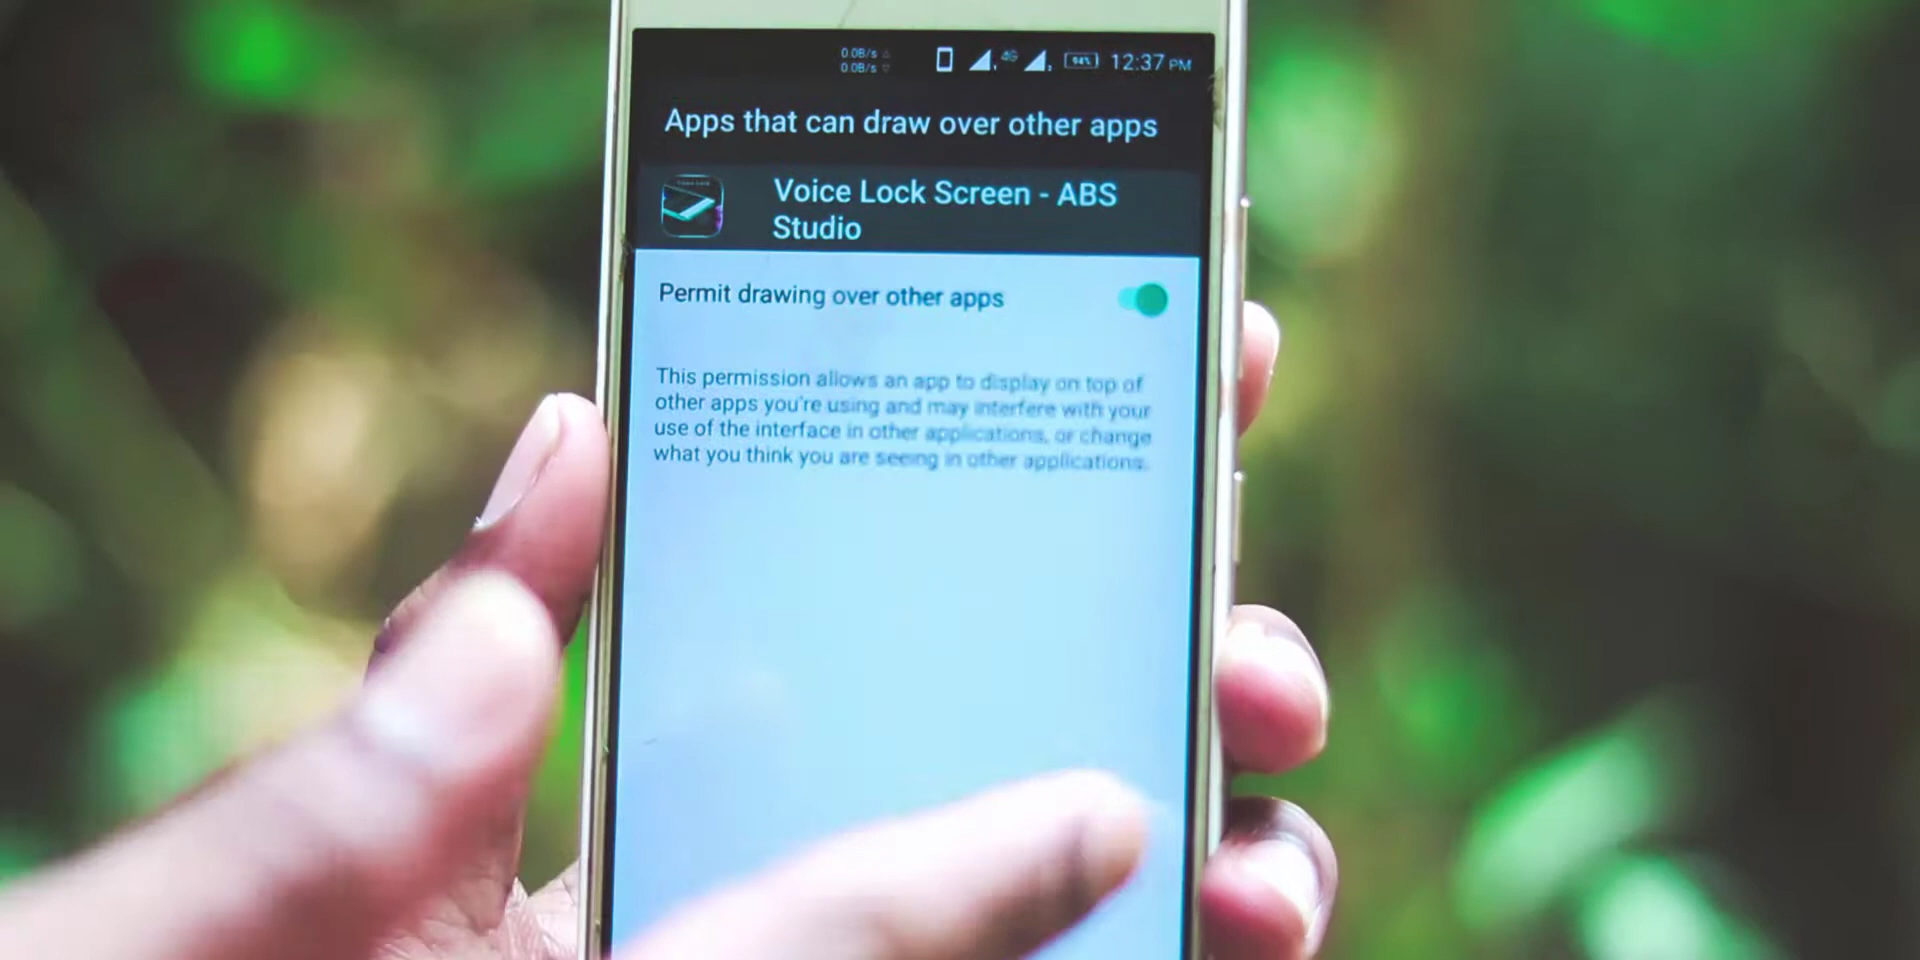 0.0B/s
0.0B/s
4G
94%
12:37 PM
Apps that can draw over other apps
Voice Lock Screen - ABS
Studio
Permit drawing over other apps
This permission allows an app to display on top of
other apps you're using and may interfere with your
use of the interface in other applications, or change
what you think you are seeing in other applications.